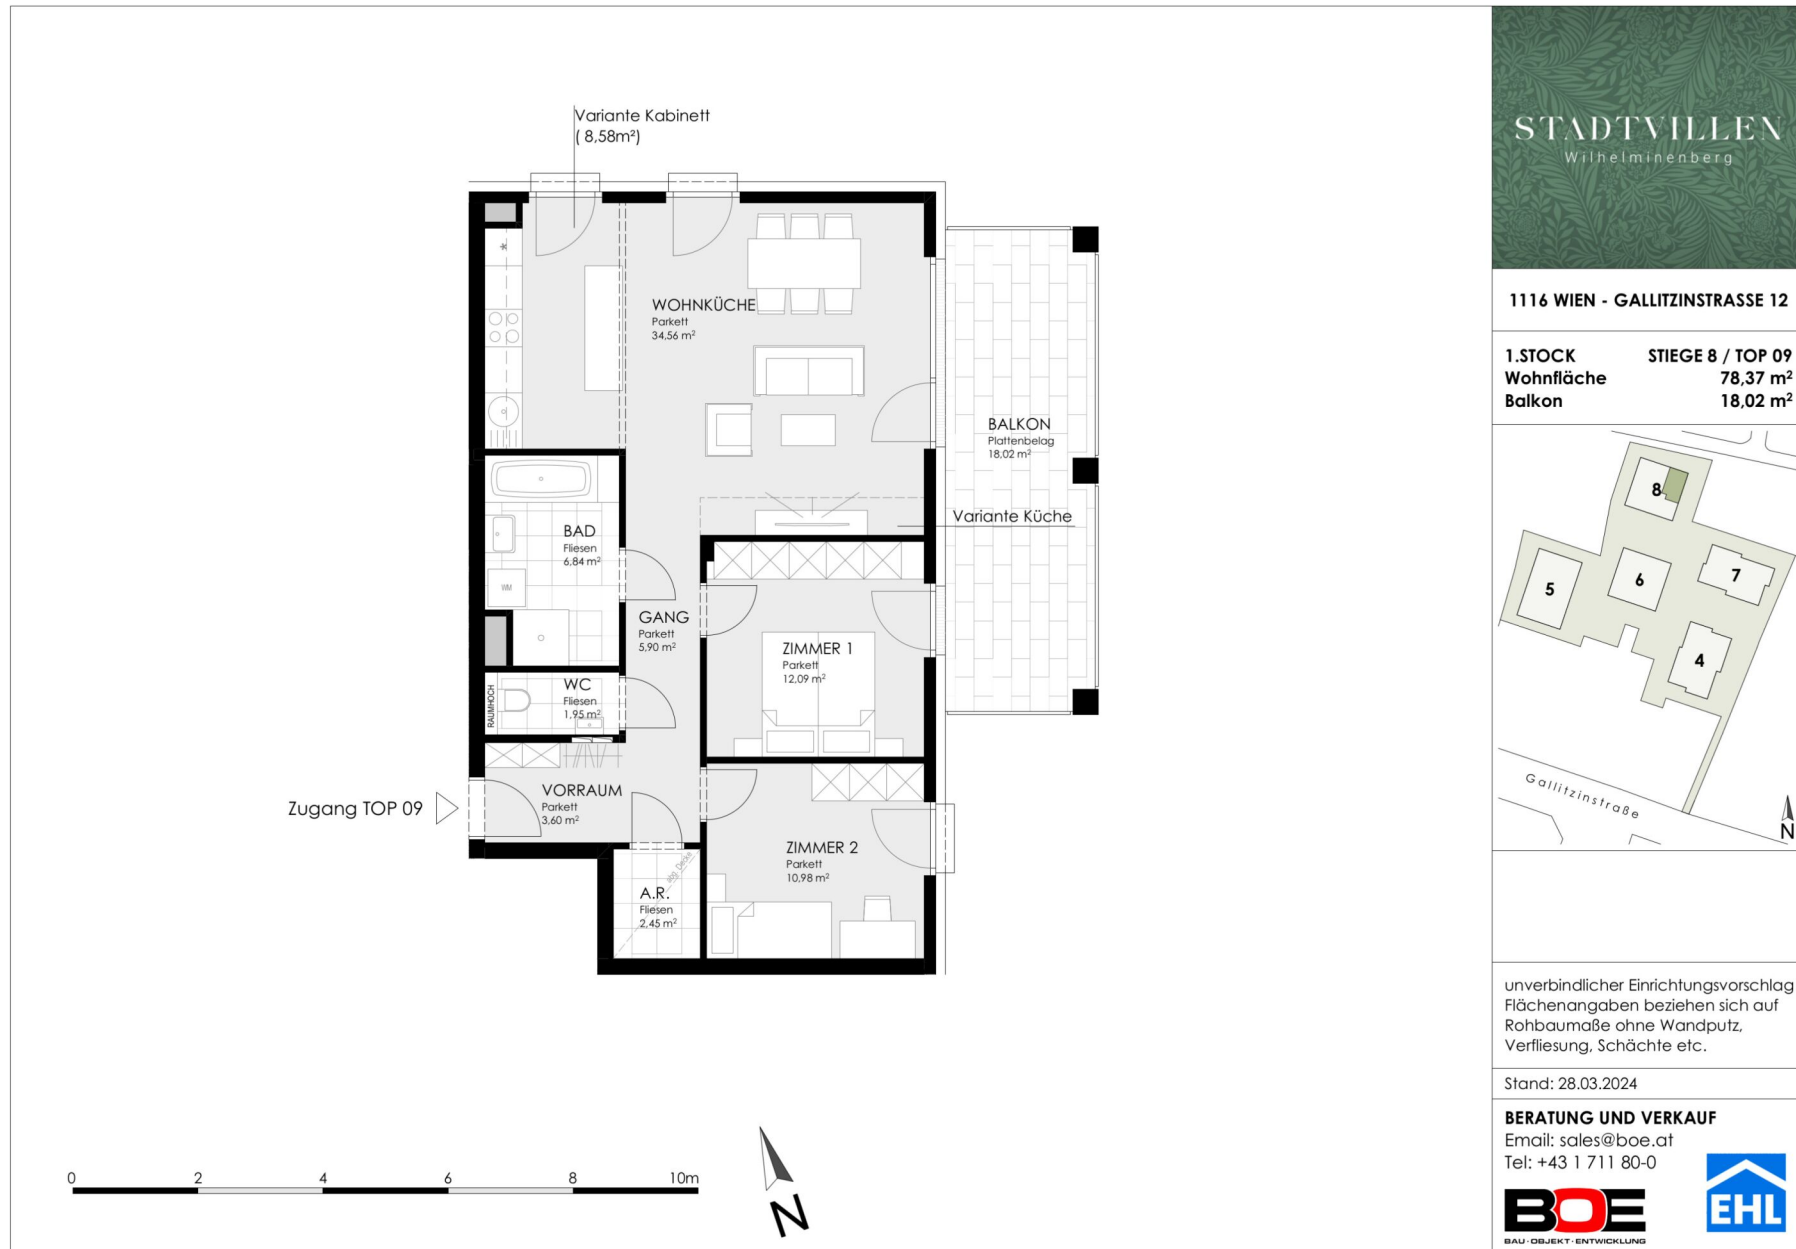 Variante Kabinett
( 8,58m²)
WOHNKÜCHE
Parkett
34,56 m²
BALKON
Plattenbelag
18,02 m²
Variante Küche
BAD
Fliesen
6,84 m²
WM
GANG
Parkett
5,90 m²
ZIMMER 1
Parkett
12,09 m²
RAUMHOCH
WC
Fliesen
1,95 m²
Zugang TOP 09
VORRAUM
Parkett
3,60 m²
ZIMMER 2
Parkett
10,98 m²
abg. Decke
A.R.
Fliesen
2,45 m²
0 2 4 6 8 10m
N
STADTVILLEN
Wilhelminenberg
1116 WIEN - GALLITZINSTRASSE 12
1.STOCK STIEGE 8 / TOP 09
Wohnfläche 78,37 m²
Balkon 18,02 m²
8
5
6
7
4
Gallitzinstraße
N
unverbindlicher Einrichtungsvorschlag
Flächenangaben beziehen sich auf
Rohbaumaße ohne Wandputz,
Verfliesung, Schächte etc.
Stand: 28.03.2024
BERATUNG UND VERKAUF
Email: sales@boe.at
Tel: +43 1 711 80-0
BOE
BAU·OBJEKT·ENTWICKLUNG
EHL